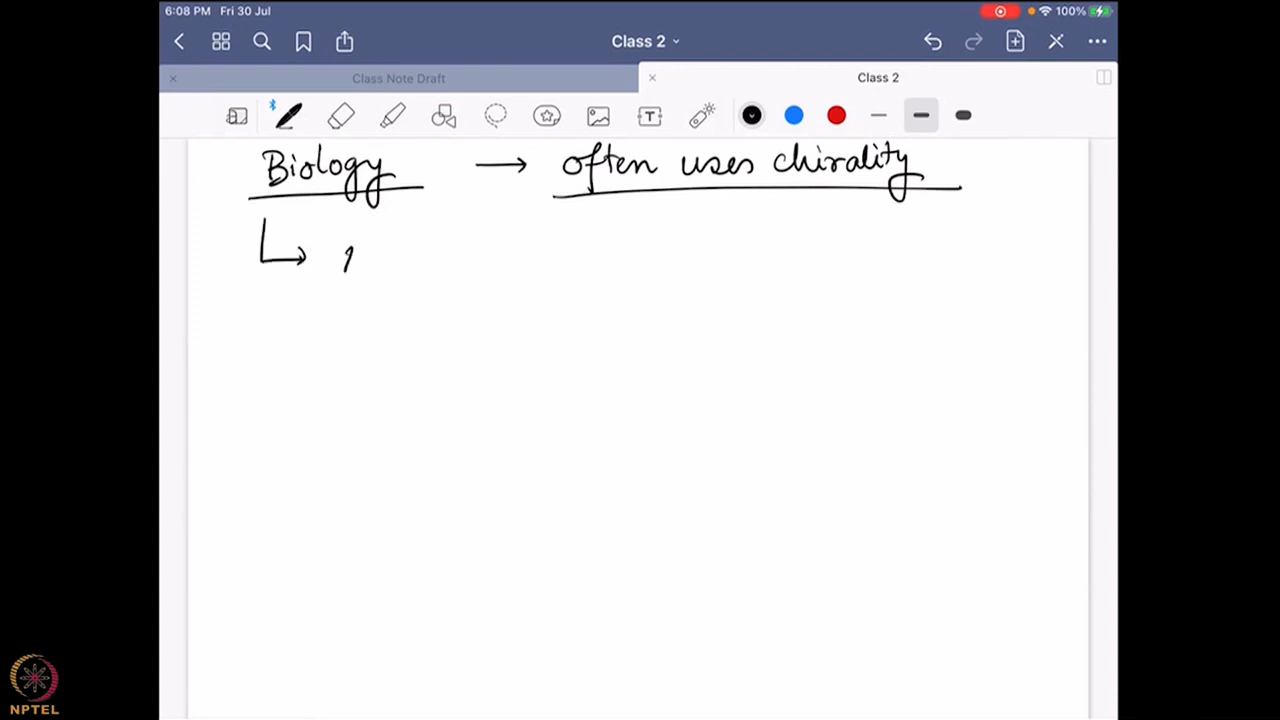 6:08 PM Fri 30 Jul 100%
Class 2
Class Note Draft
Class 2
T
Biology → often uses chirality
NPTEL